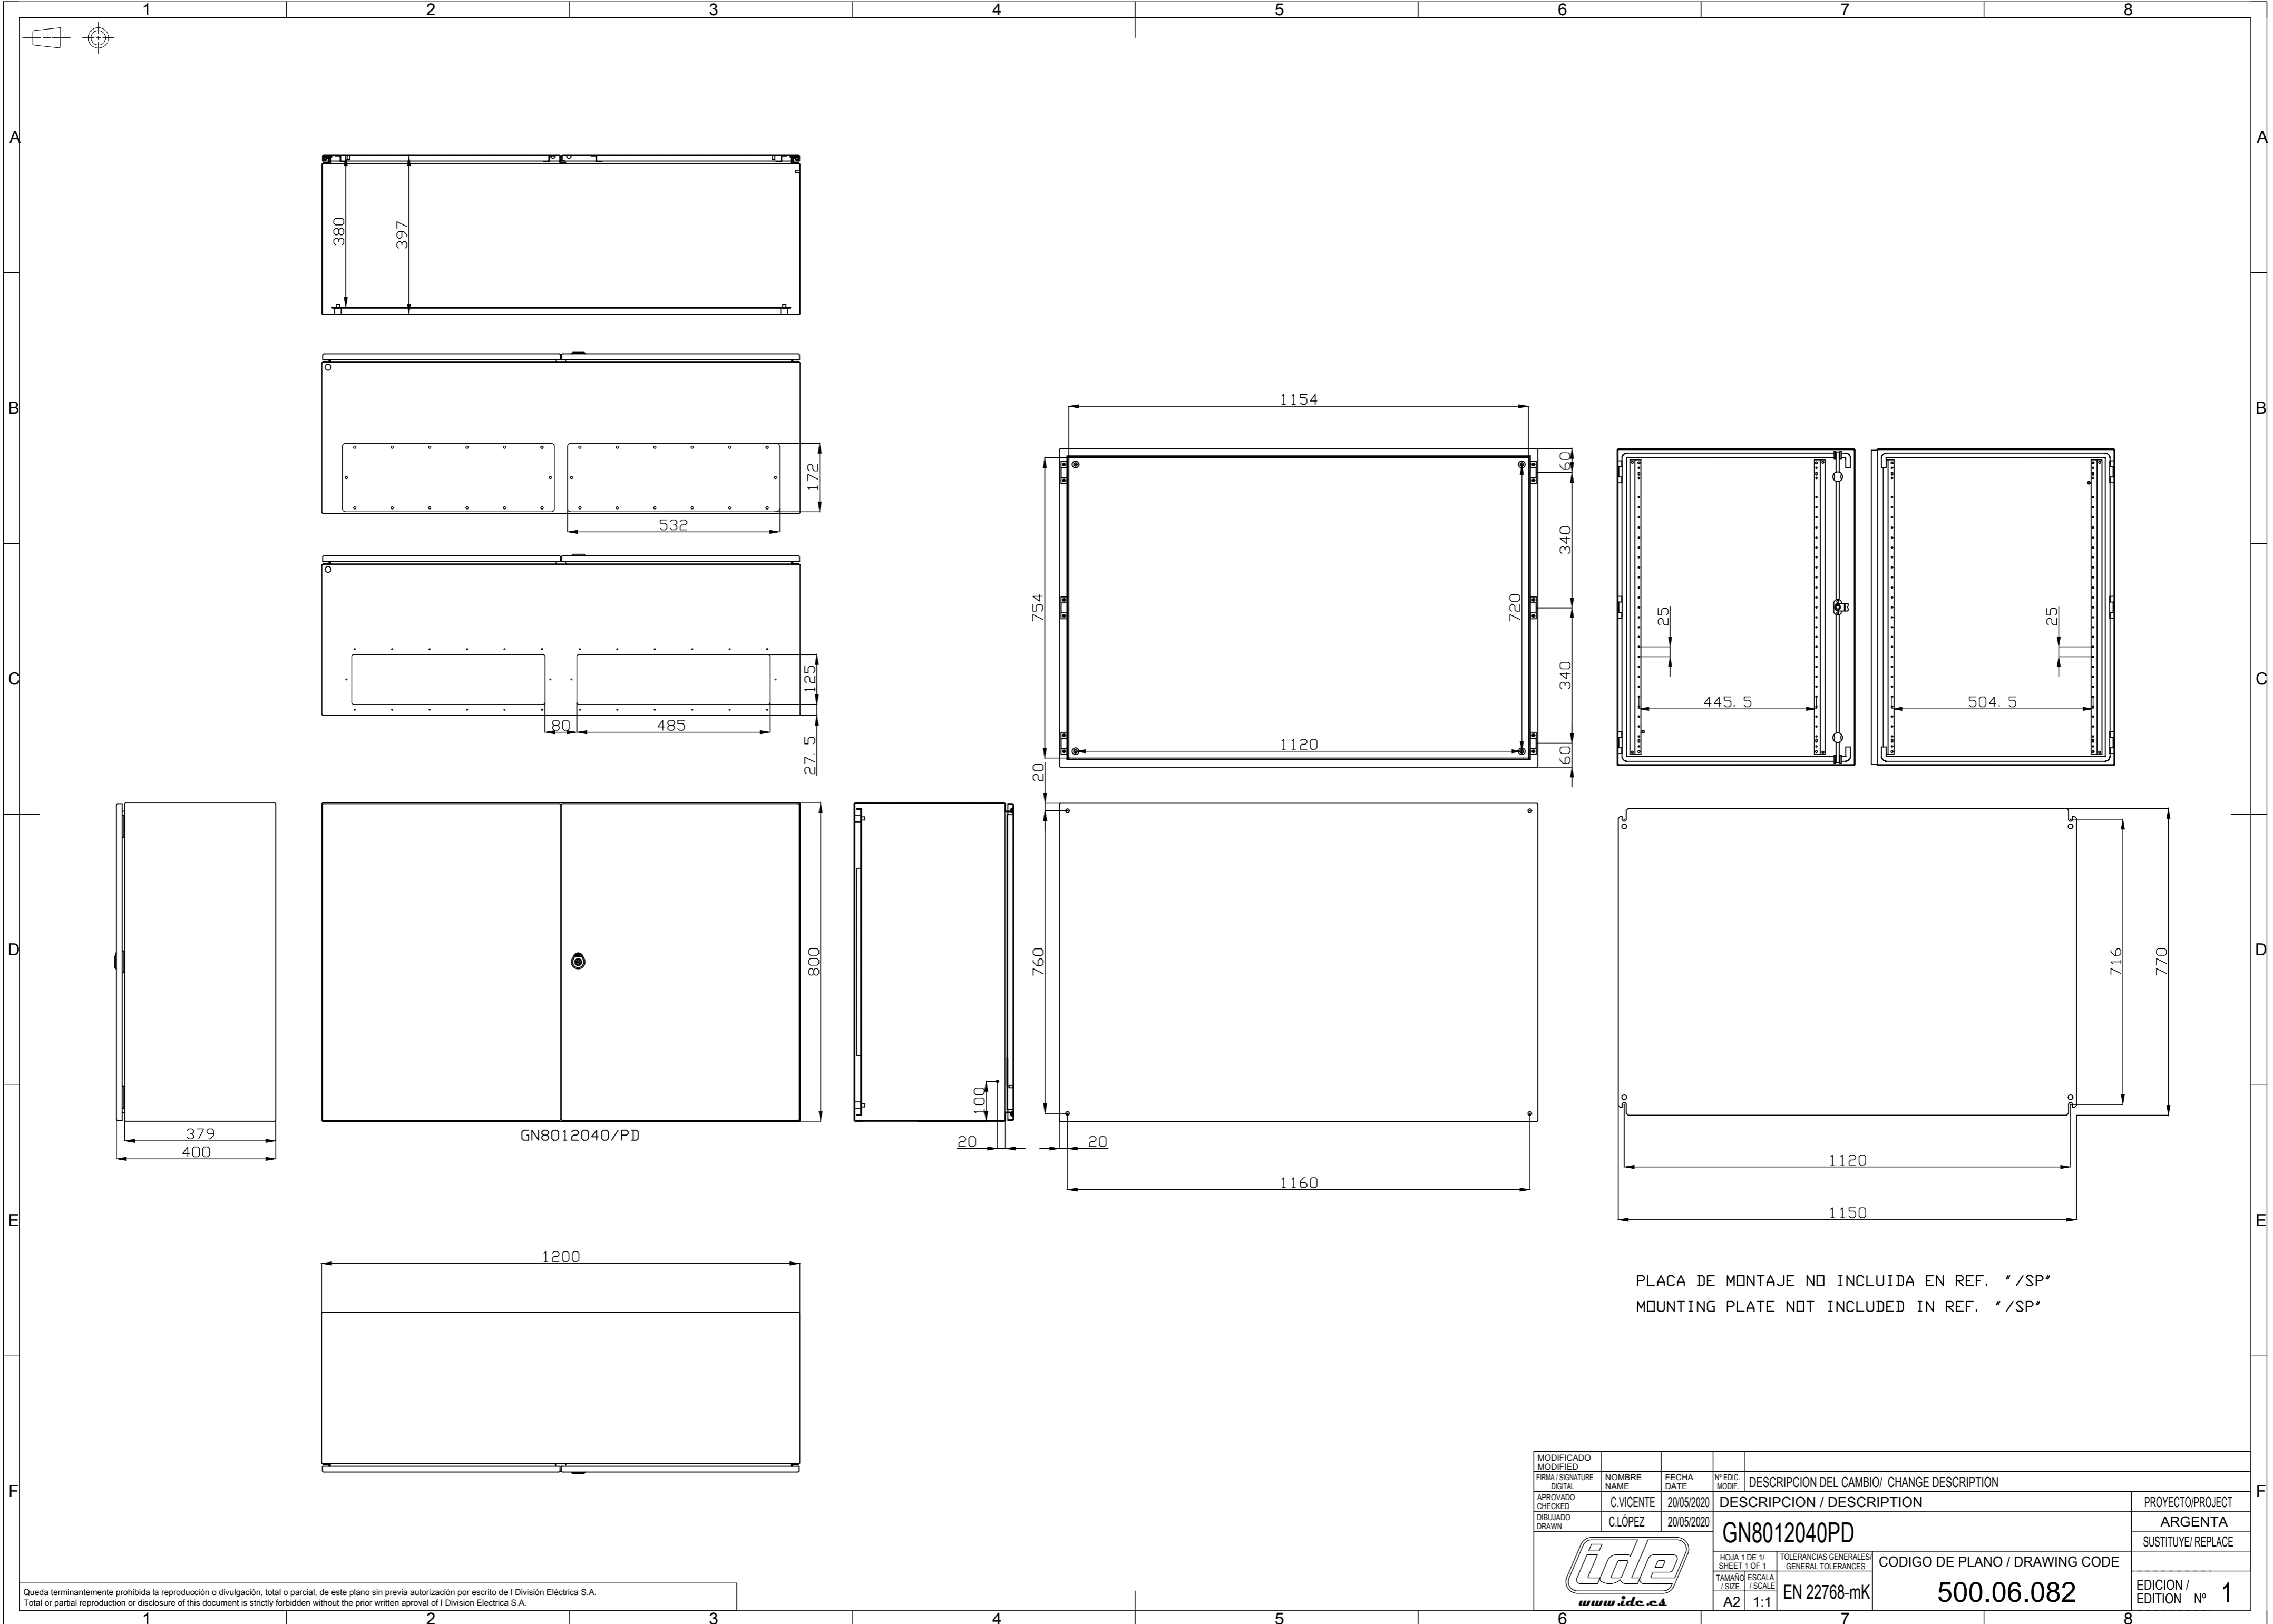 1 2 3 4 5 6 7 8
A
A
380
397
B
B
172
532
1154
60
340
754
720
340
1120
60
20
25
445. 5
25
504. 5
C
C
125
80
485
27. 5
D
D
379
400
800
GN8012040/PD
100
20
760
20
1160
716
770
1120
1150
E
E
1200
PLACA DE MONTAJE NO INCLUIDA EN REF. "/SP"
MOUNTING PLATE NOT INCLUDED IN REF. "/SP"
F
F
MODIFICADO
MODIFIED
FIRMA / SIGNATURE
DIGITAL
NOMBRE
NAME
FECHA
DATE
Nº EDIC.
MODIF.
DESCRIPCION DEL CAMBIO/ CHANGE DESCRIPTION
APROVADO
CHECKED
C.VICENTE
20/05/2020
DESCRIPCION / DESCRIPTION
PROYECTO/PROJECT
DIBUJADO
DRAWN
C.LÓPEZ
20/05/2020
GN8012040PD
ARGENTA
SUSTITUYE/ REPLACE
ide
www.ide.es
HOJA 1 DE 1/
SHEET 1 OF 1
TOLERANCIAS GENERALES/
GENERAL TOLERANCES
CODIGO DE PLANO / DRAWING CODE
TAMAÑO
/ SIZE
ESCALA
/ SCALE
EN 22768-mK
500.06.082
A2
1:1
EDICION /
EDITION Nº 1
Queda terminantemente prohibida la reproducción o divulgación, total o parcial, de este plano sin previa autorización por escrito de I División Eléctrica S.A.
Total or partial reproduction or disclosure of this document is strictly forbidden without the prior written aproval of I Division Electrica S.A.
1 2 3 4 5 6 7 8